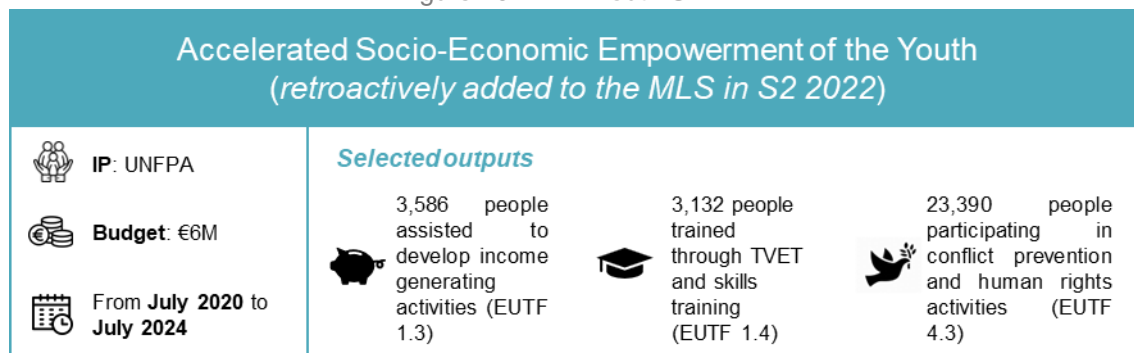 Accelerated Socio-Economic Empowerment of the Youth
(retroactively added to the MLS in S2 2022)
IP: UNFPA
Budget: €6M
From July 2020 to
July 2024
Selected outputs
3,586 people
assisted to
develop income
generating
activities (EUTF
1.3)
3,132 people
trained
through TVET
and skills
training
(EUTF 1.4)
23,390 people
participating in
conflict prevention
and human rights
activities (EUTF
4.3)